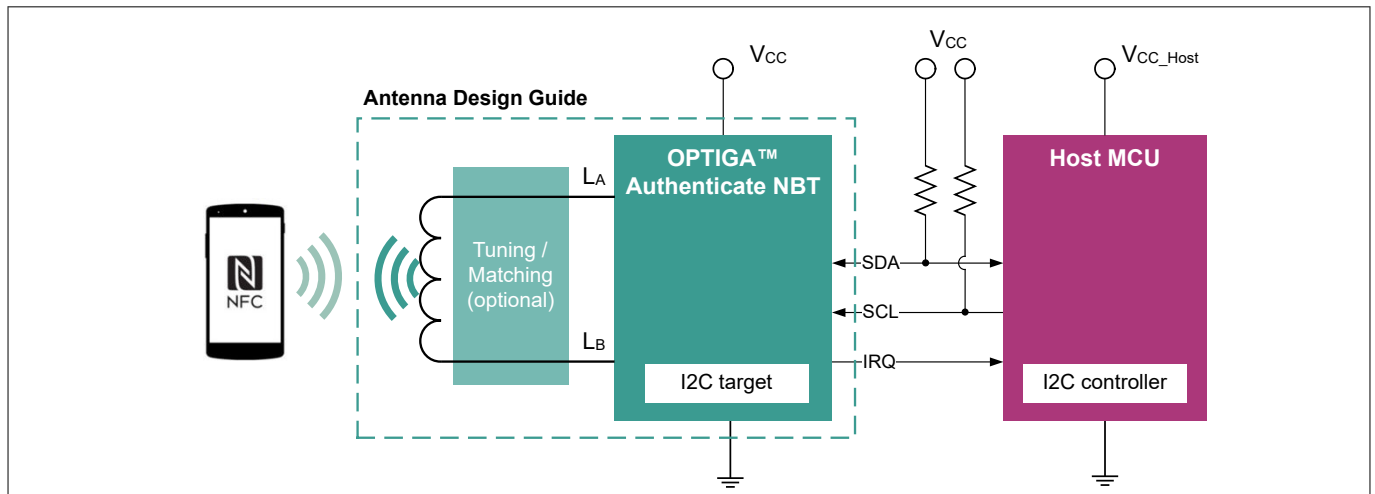 VCC
VCC
VCC_Host
Antenna Design Guide
OPTIGA™
Authenticate NBT
Host MCU
LA
Tuning /
Matching
(optional)
NFC
SDA
SCL
LB
IRQ
I2C target
I2C controller